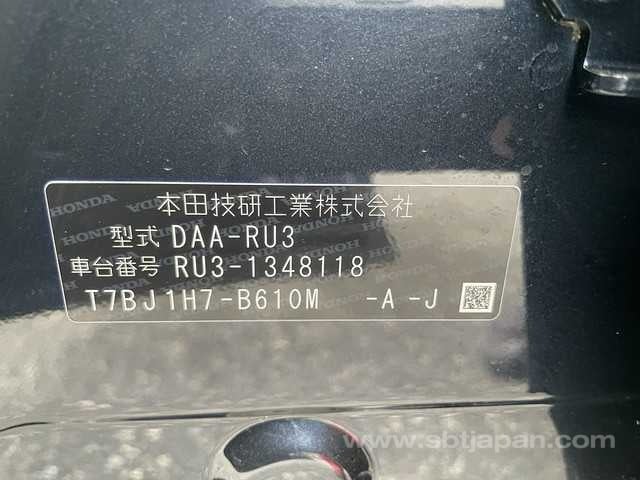 本田技研工業株式会社
型式 DAA-RU3
車台番号 RU3-1348118
T7BJ1H7-B610M -A -J
www.sbtjapan.com